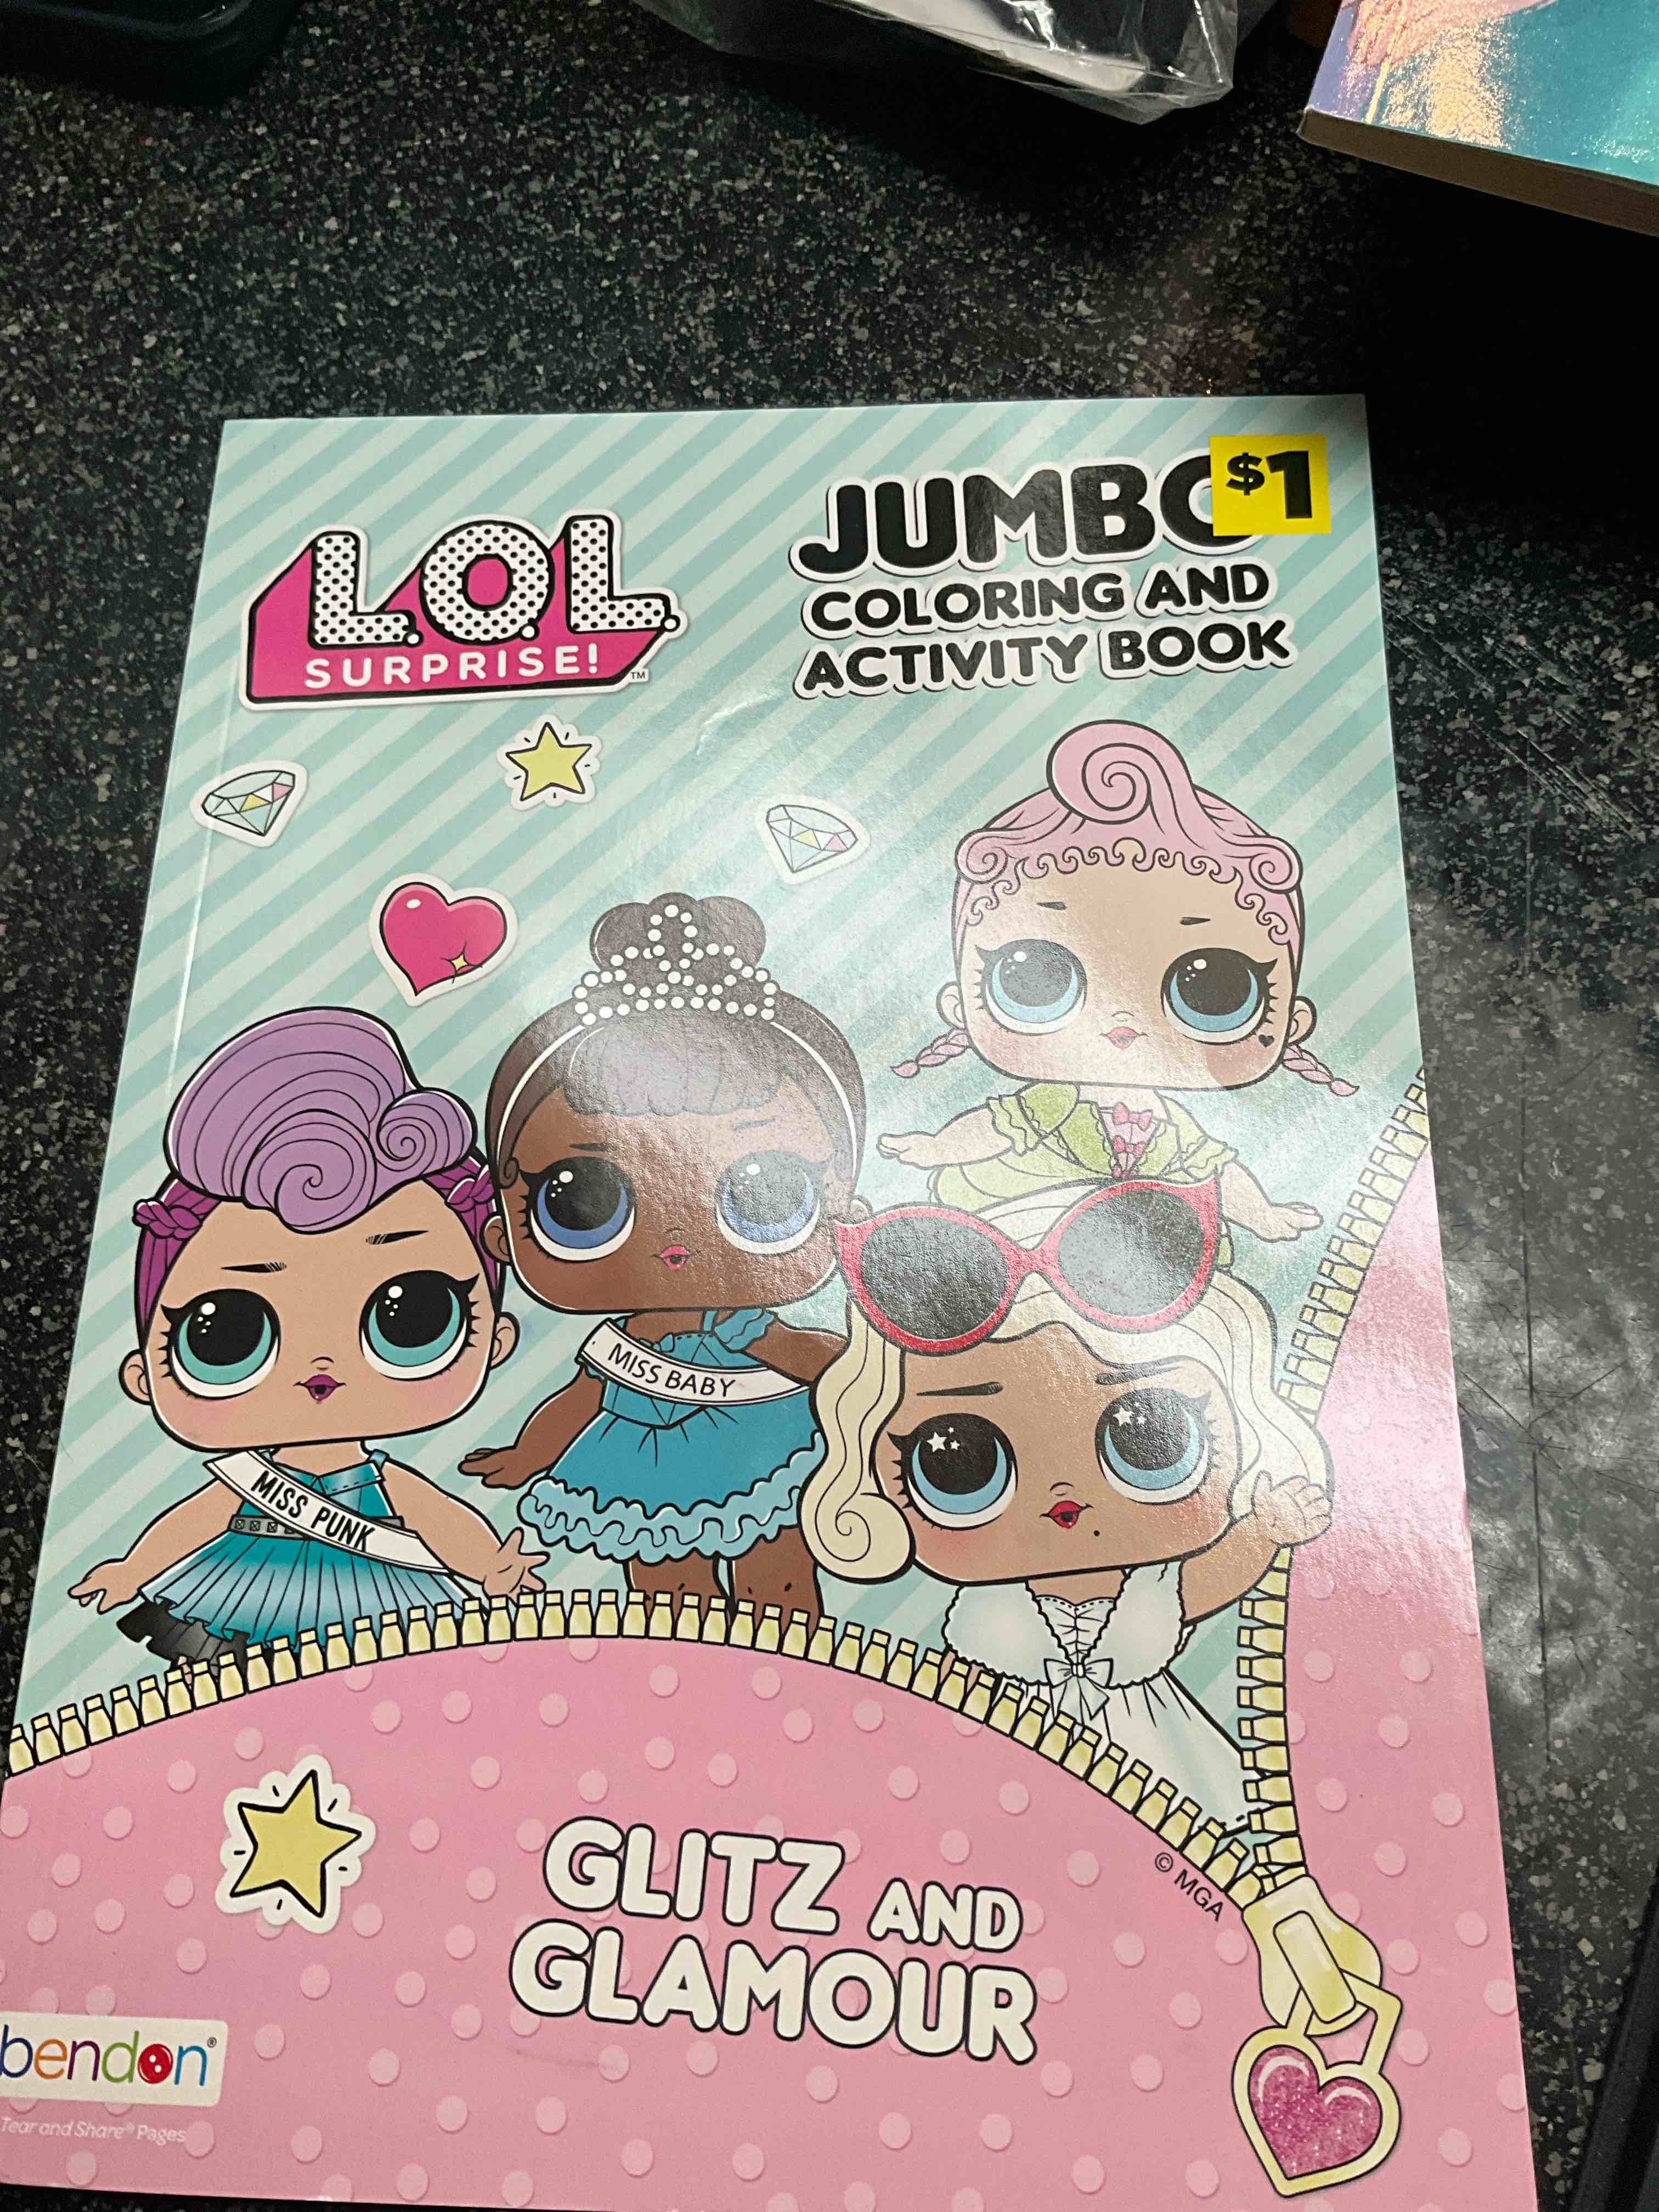 $1
JUMBO
COLORING AND
ACTIVITY BOOK
L.O.L.
SURPRISE!™
MISS BABY
MISS PUNK
GLITZ AND
GLAMOUR
© MGA
bendon®
Tear and Share® Pages